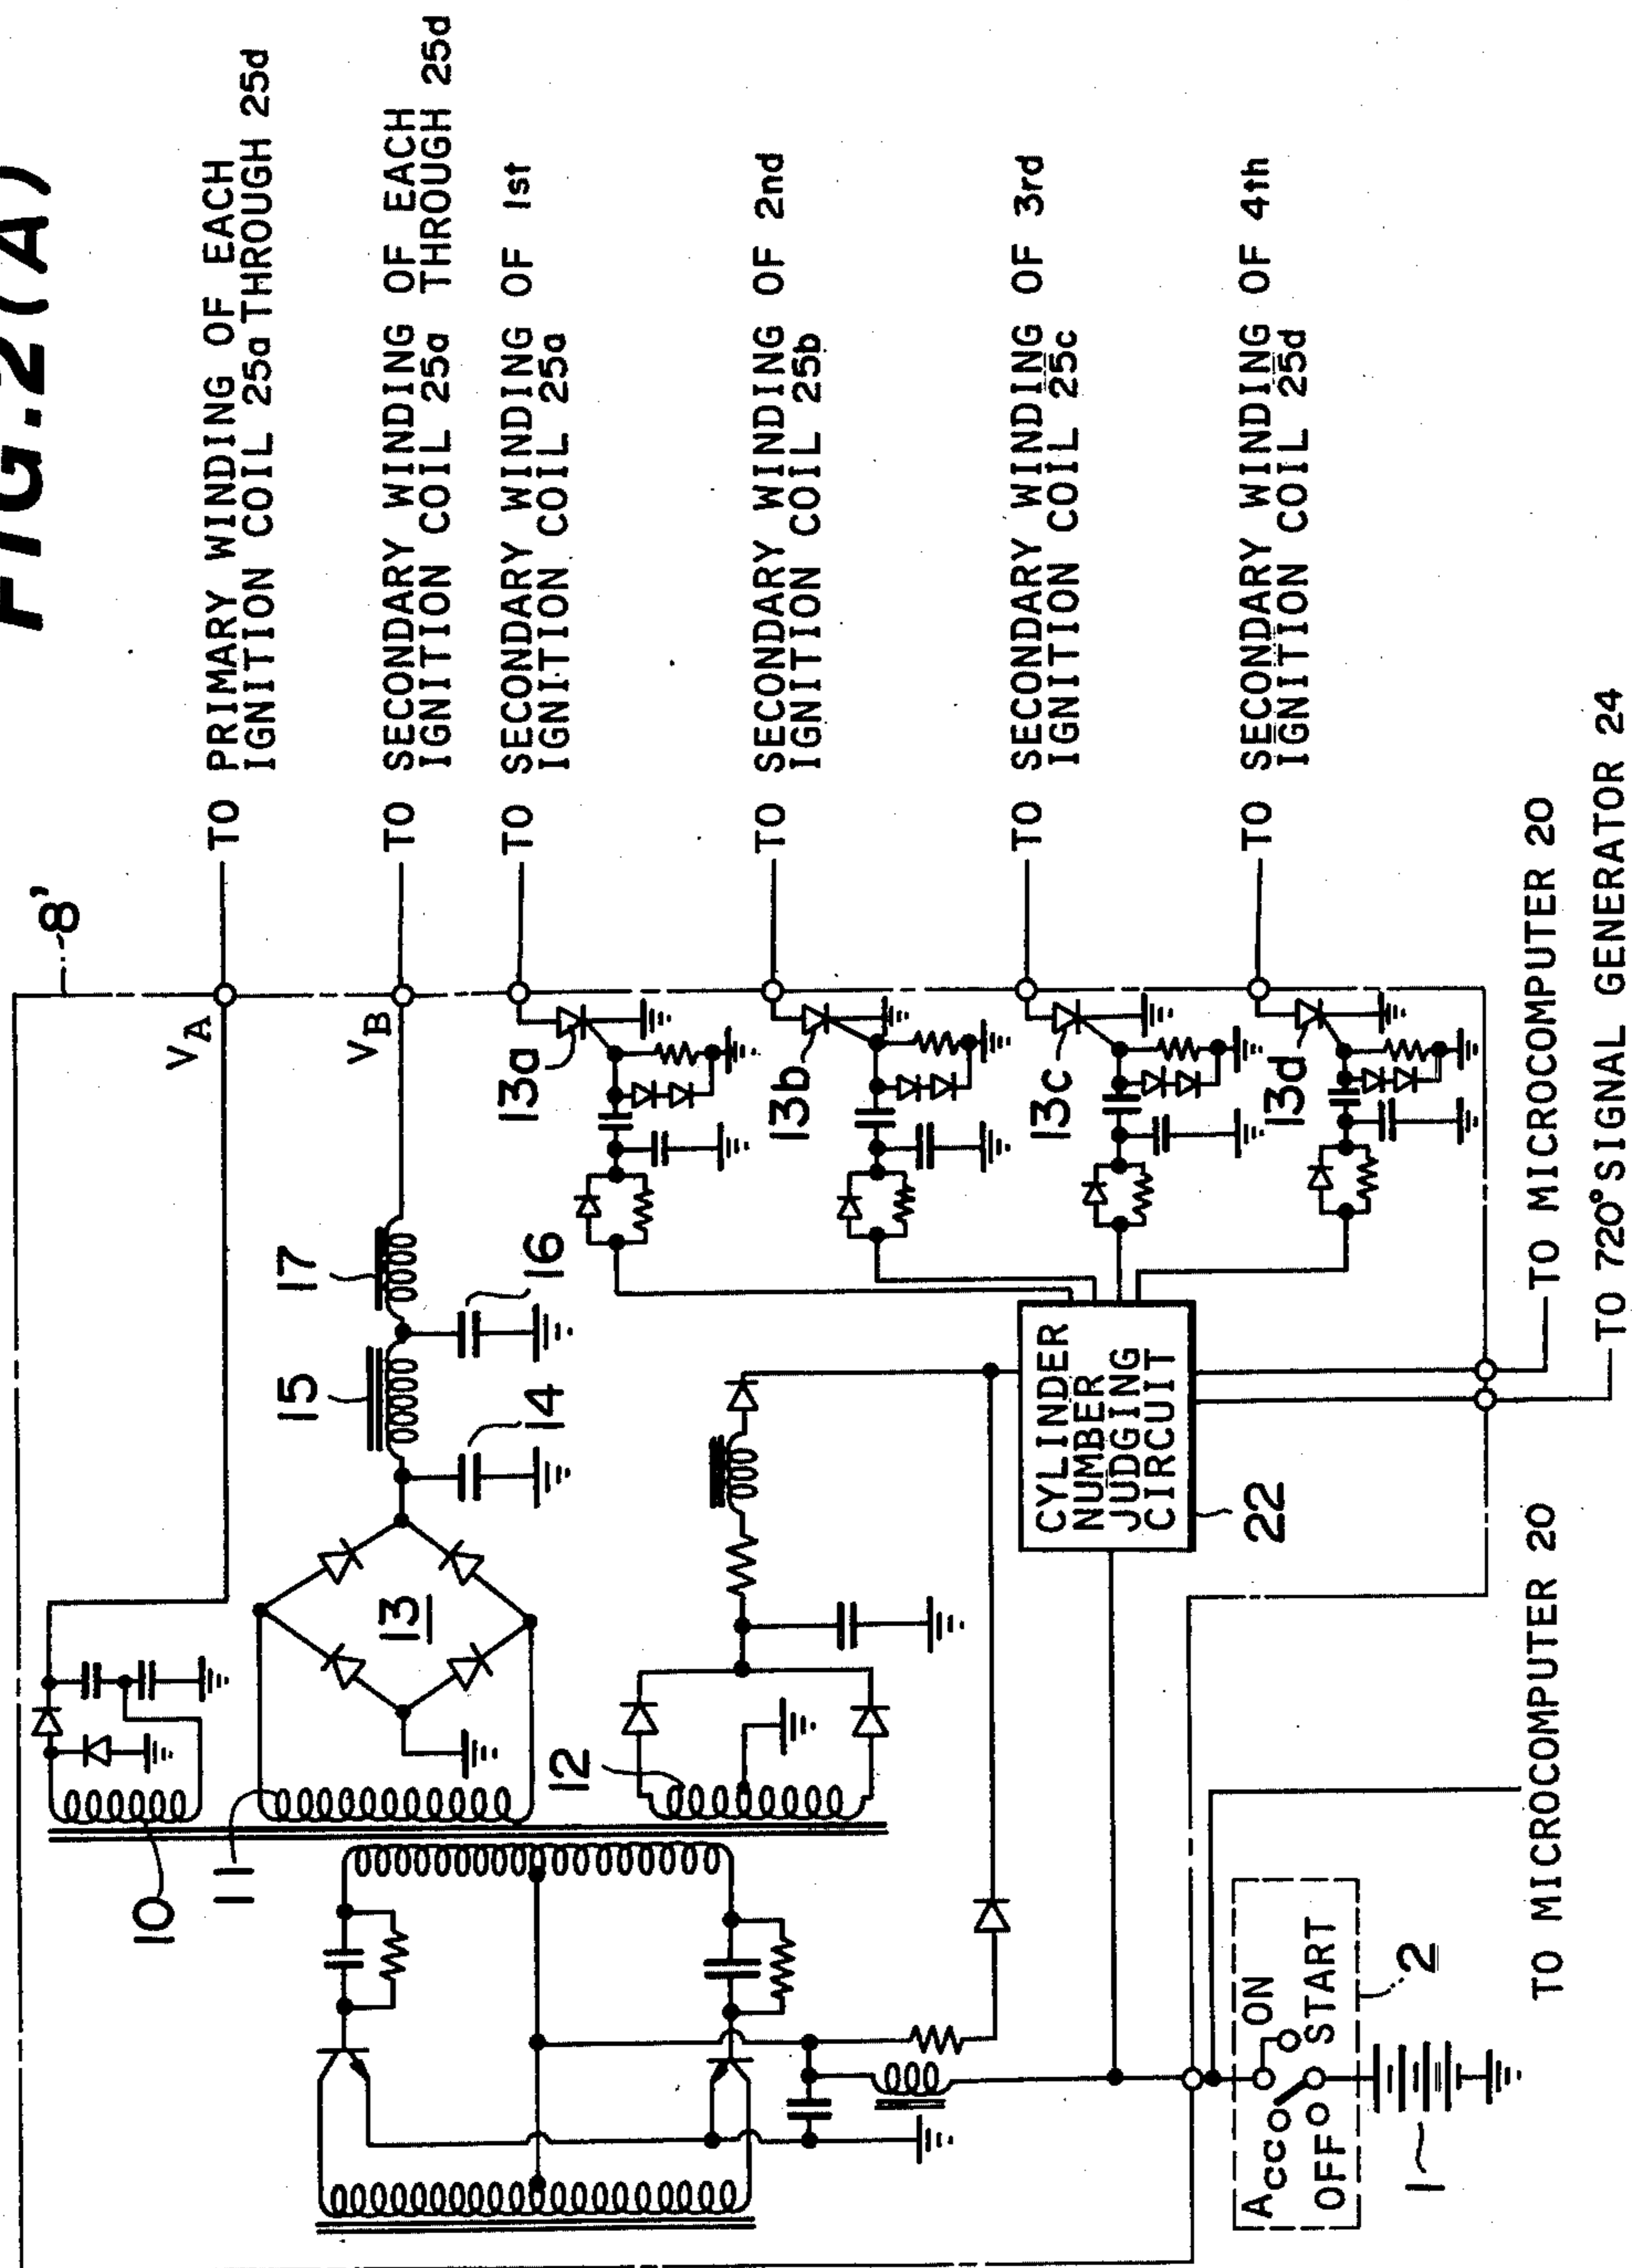 FIG.2(A)
TO PRIMARY WINDING OF EACH
IGNITION COIL 25a THROUGH 25d
TO SECONDARY WINDING OF EACH
IGNITION COIL 25a THROUGH 25d
TO SECONDARY WINDING OF 1st
IGNITION COIL 25a
TO SECONDARY WINDING OF 2nd
IGNITION COIL 25b
TO SECONDARY WINDING OF 3rd
IGNITION COIL 25c
TO SECONDARY WINDING OF 4th
IGNITION COIL 25d
TO MICROCOMPUTER 20
TO 720° SIGNAL GENERATOR 24
8'
VA
VB
13a
13b
13c
13d
17
16
15
14
13
12
11
10
CYLINDER
NUMBER
JUDGING
CIRCUIT
22
TO MICROCOMPUTER 20
ACC
ON
OFF
START
2
1